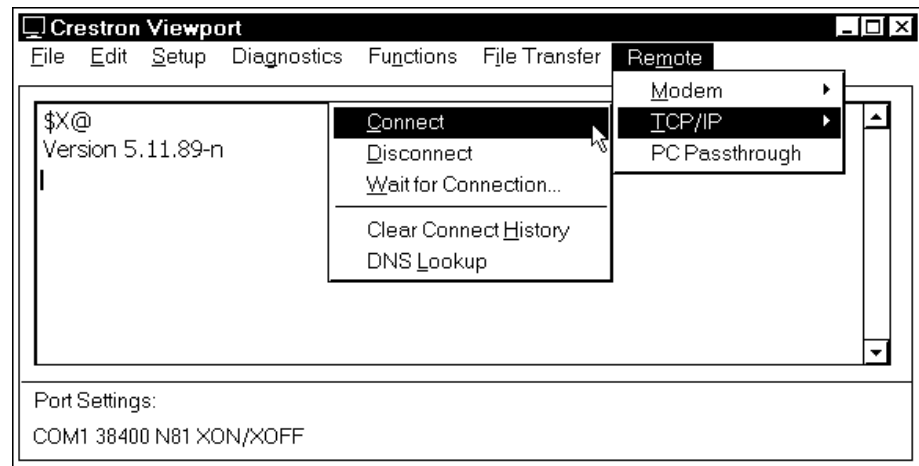 Crestron Viewport
File Edit Setup Diagnostics Functions File Transfer Remote
Modem
TCP/IP
PC Passthrough
Connect
Disconnect
Wait for Connection...
Clear Connect History
DNS Lookup
$X@
Version 5.11.89-n
Port Settings:
COM1 38400 N81 XON/XOFF